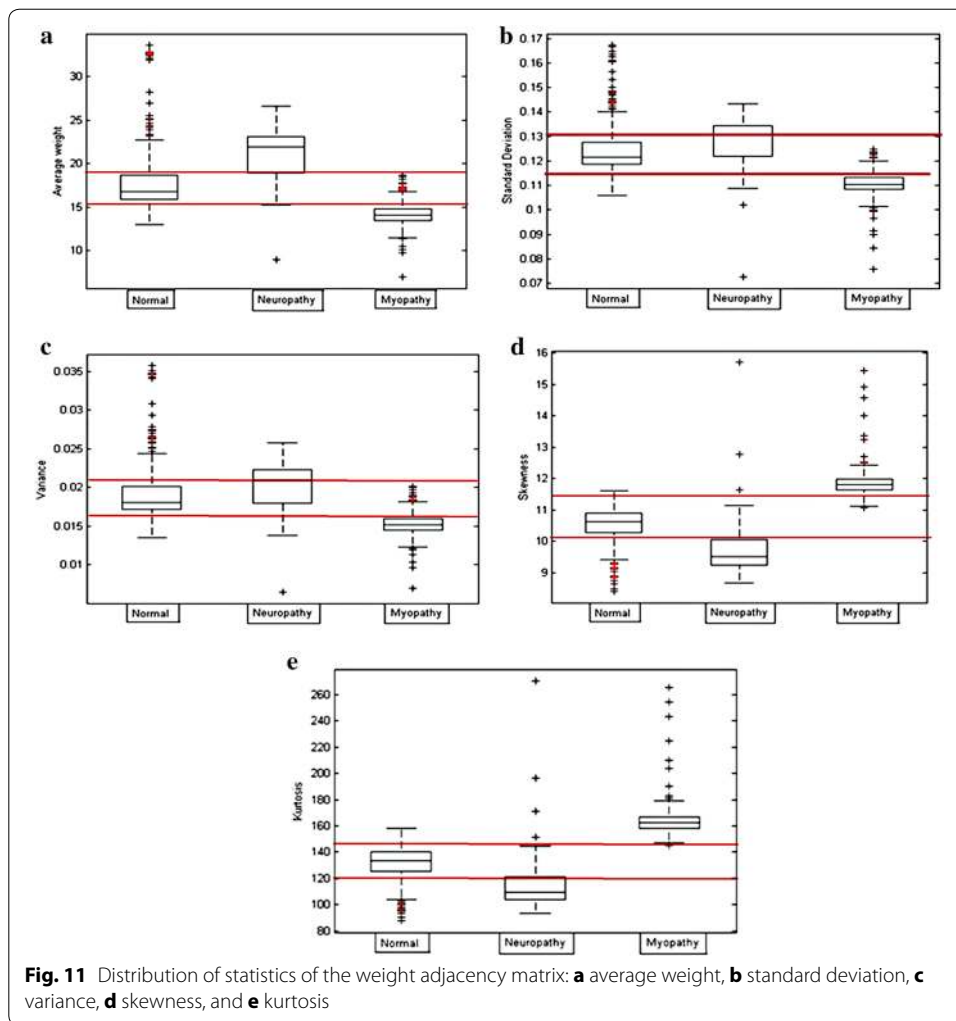 a
Average weight
30
25
20
15
10
Normal
Neuropathy
Myopathy
b
Standard Deviation
0.17
0.16
0.15
0.14
0.13
0.12
0.11
0.1
0.09
0.08
0.07
Normal
Neuropathy
Myopathy
c
Variance
0.035
0.03
0.025
0.02
0.015
0.01
Normal
Neuropathy
Myopathy
d
Skewness
16
15
14
13
12
11
10
9
Normal
Neuropathy
Myopathy
e
Kurtosis
260
240
220
200
180
160
140
120
100
80
Normal
Neuropathy
Myopathy
Fig. 11 Distribution of statistics of the weight adjacency matrix: a average weight, b standard deviation, c
variance, d skewness, and e kurtosis